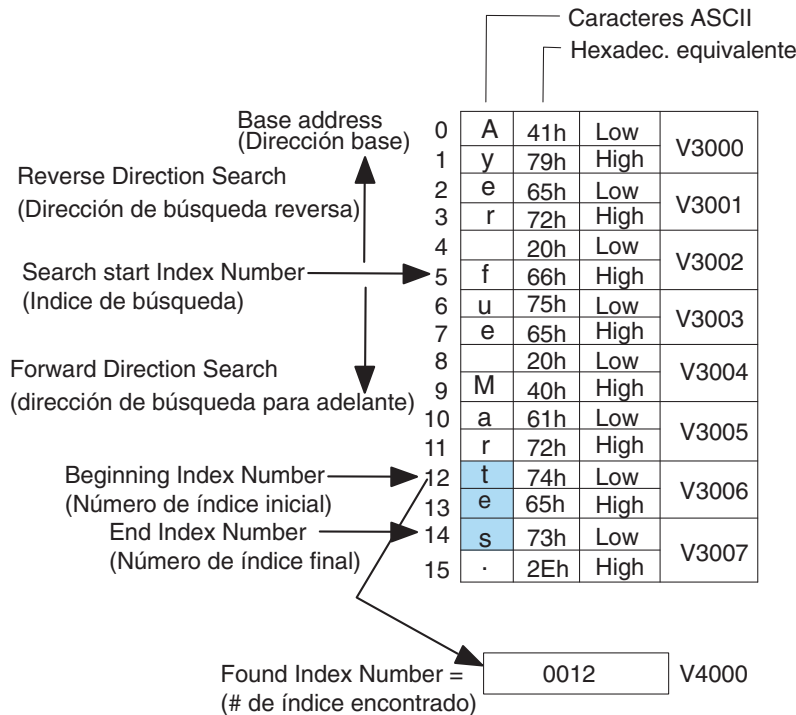 Caracteres ASCII
Hexadec. equivalente
Base address
(Dirección base)
Reverse Direction Search
(Dirección de búsqueda reversa)
Search start Index Number
(Indice de búsqueda)
Forward Direction Search
(dirección de búsqueda para adelante)
Beginning Index Number
(Número de índice inicial)
End Index Number
(Número de índice final)
0 A 41h Low V3000
1 y 79h High
2 e 65h Low V3001
3 r 72h High
4 20h Low V3002
5 f 66h High
6 u 75h Low V3003
7 e 65h High
8 20h Low V3004
9 M 40h High
10 a 61h Low V3005
11 r 72h High
12 t 74h Low V3006
13 e 65h High
14 s 73h Low V3007
15 . 2Eh High
Found Index Number = 0012 V4000
(# de índice encontrado)